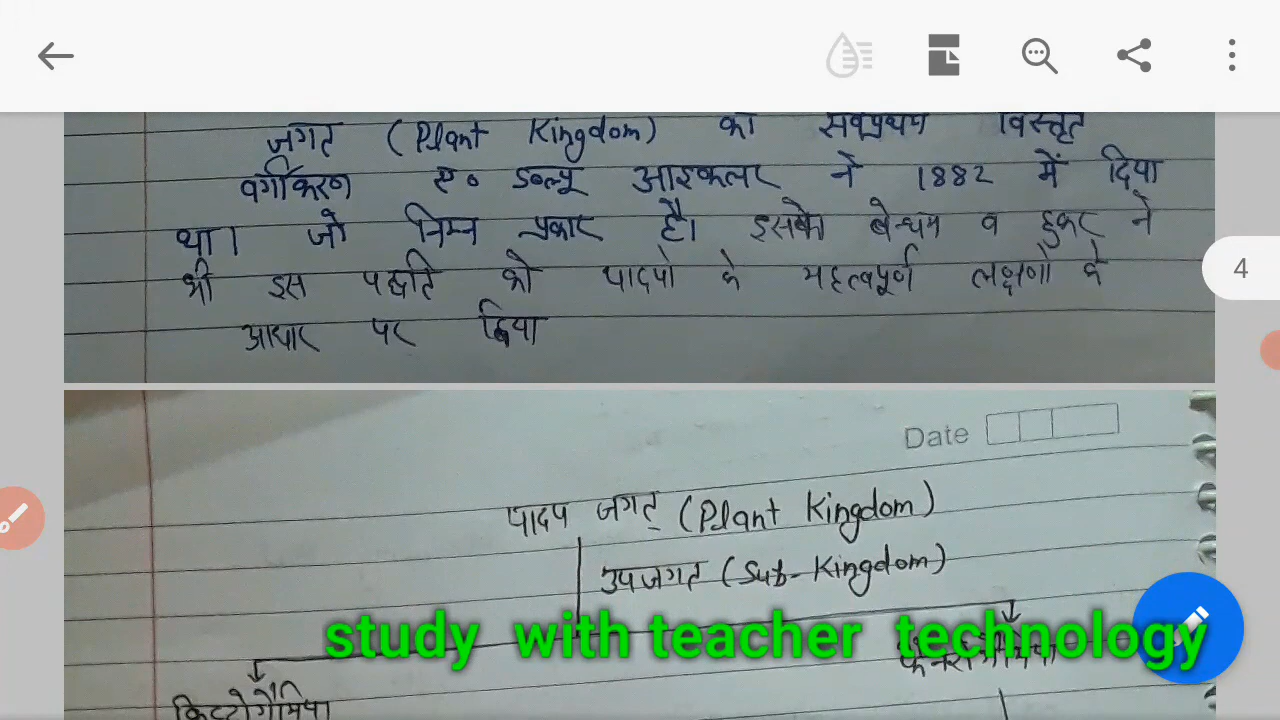 जगत (Plant Kingdom) का सर्वप्रथम विस्तृत
वर्गीकरण ए० डब्ल्यू आइकलर ने 1882 में दिया
था। जो निम्न प्रकार है। इसके बेन्थम व हुकर ने
भी इस पद्धति को पादपो के महत्वपूर्ण लक्षणो के
आधार पर दिया
4
Date
पादप जगत् (Plant Kingdom)
उपजगत (Sub-Kingdom)
study with teacher technology
क्रिप्टोगैमिया